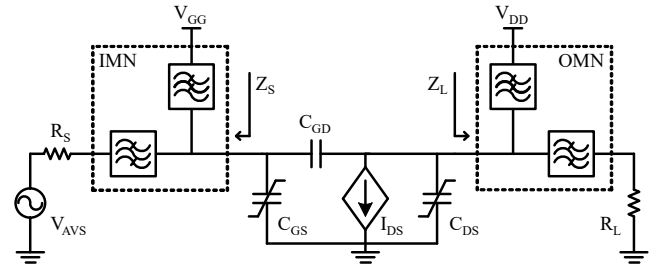 V_GG
V_DD
IMN
OMN
Z_S
Z_L
C_GD
R_S
V_AVS
C_GS
I_DS
C_DS
R_L